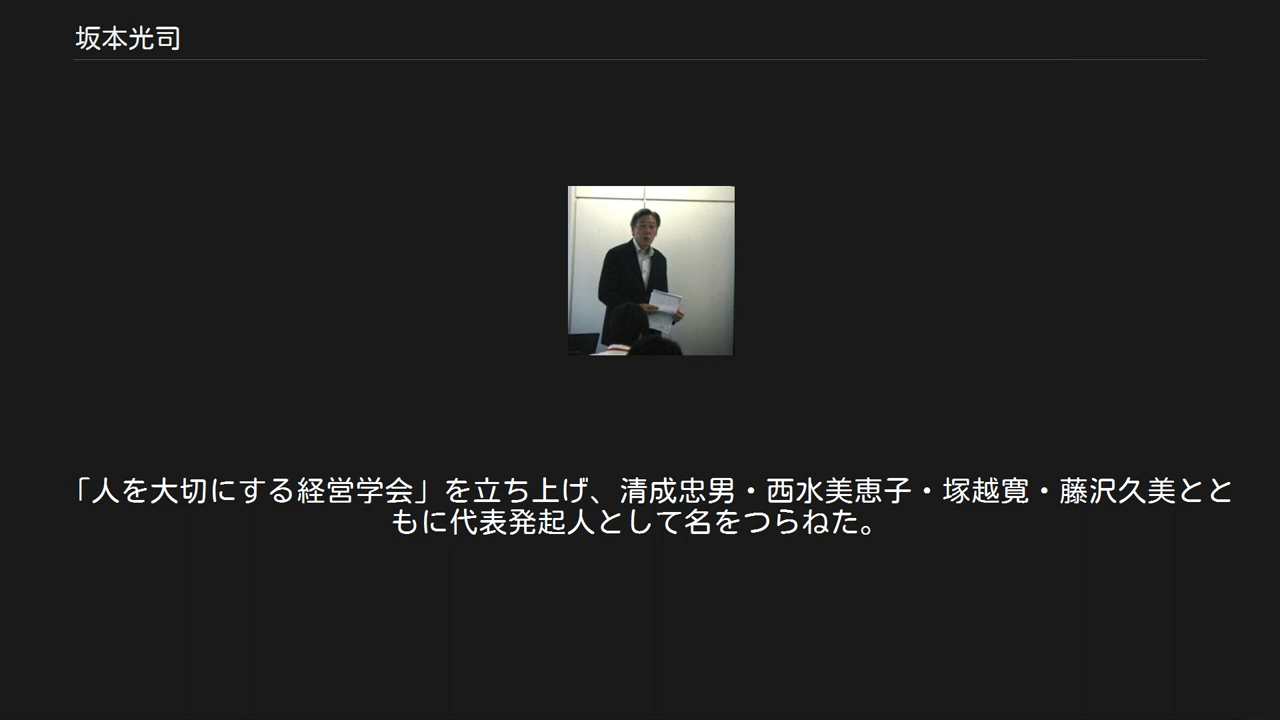 坂本光司
「人を大切にする経営学会」を立ち上げ、清成忠男・西水美恵子・塚越寛・藤沢久美とと
もに代表発起人として名をつらねた。